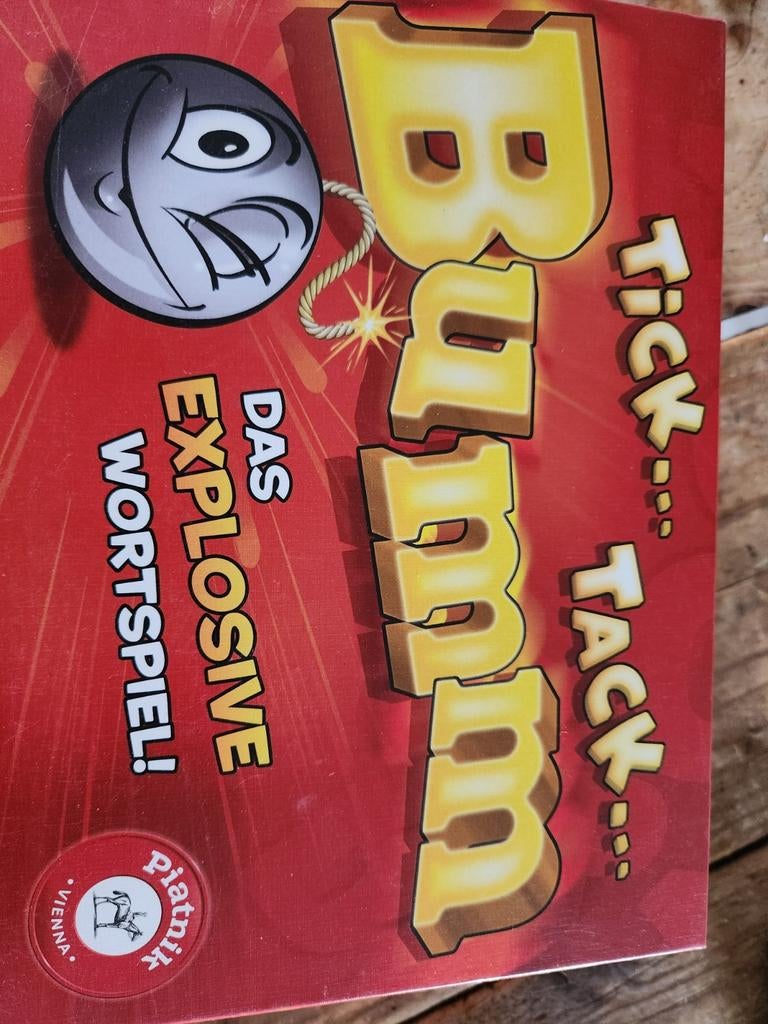 TiCK... TACK...
Bumm
DAS
EXPLOSIVE
WORTSPIEL!
Piatnik
• VIENNA •